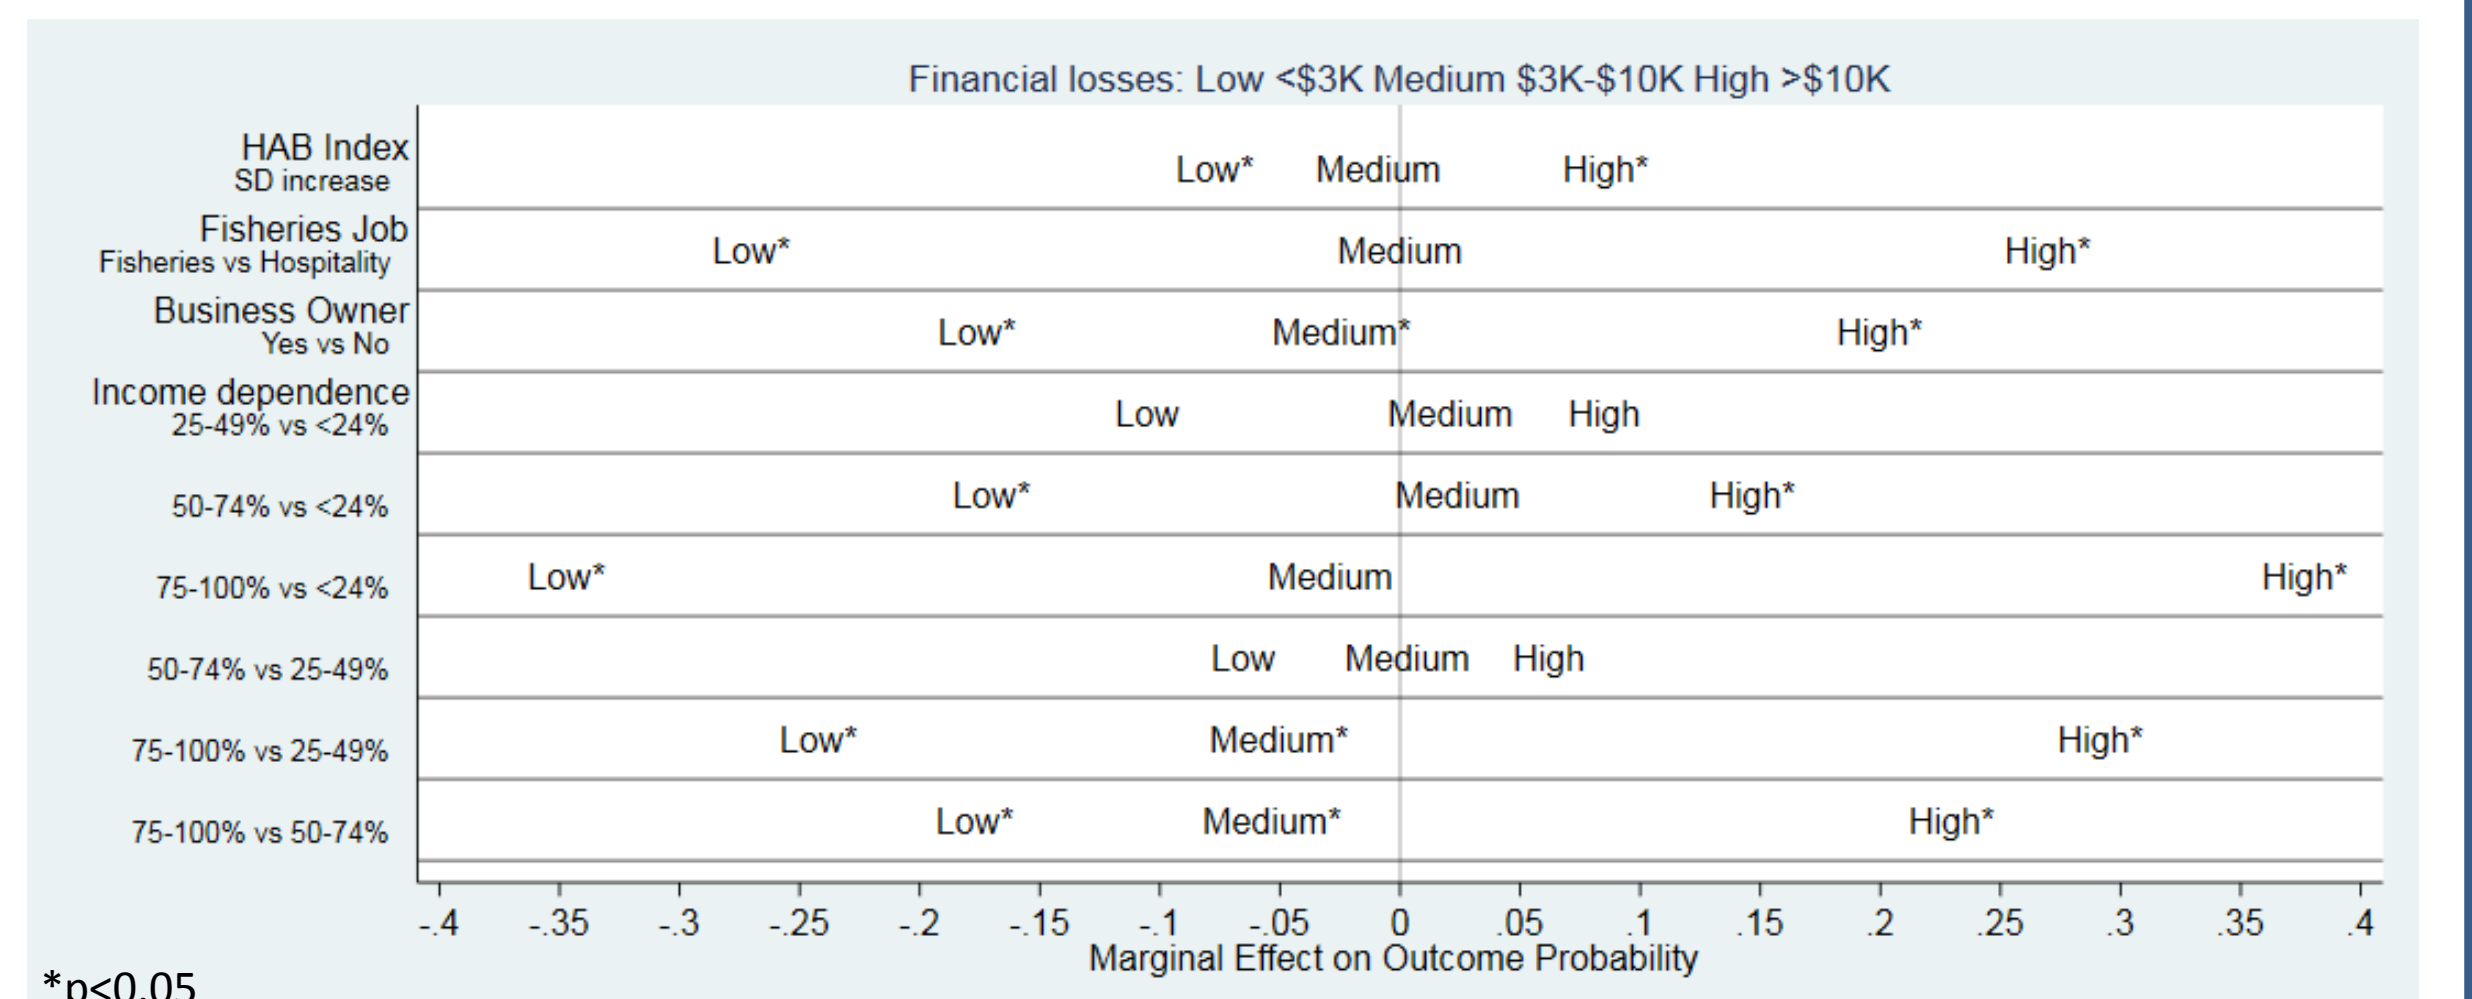 Financial losses: Low <$3K Medium $3K-$10K High >$10K
HAB Index
SD increase
Low* Medium High*
Fisheries Job
Fisheries vs Hospitality
Low* Medium High*
Business Owner
Yes vs No
Low* Medium* High*
Income dependence
25-49% vs <24%
Low Medium High
50-74% vs <24%
Low* Medium High*
75-100% vs <24%
Low* Medium High*
50-74% vs 25-49%
Low Medium High
75-100% vs 25-49%
Low* Medium* High*
75-100% vs 50-74%
Low* Medium* High*
-.4 -.35 -.3 -.25 -.2 -.15 -.1 -.05 0 .05 .1 .15 .2 .25 .3 .35 .4
Marginal Effect on Outcome Probability
*p<0.05